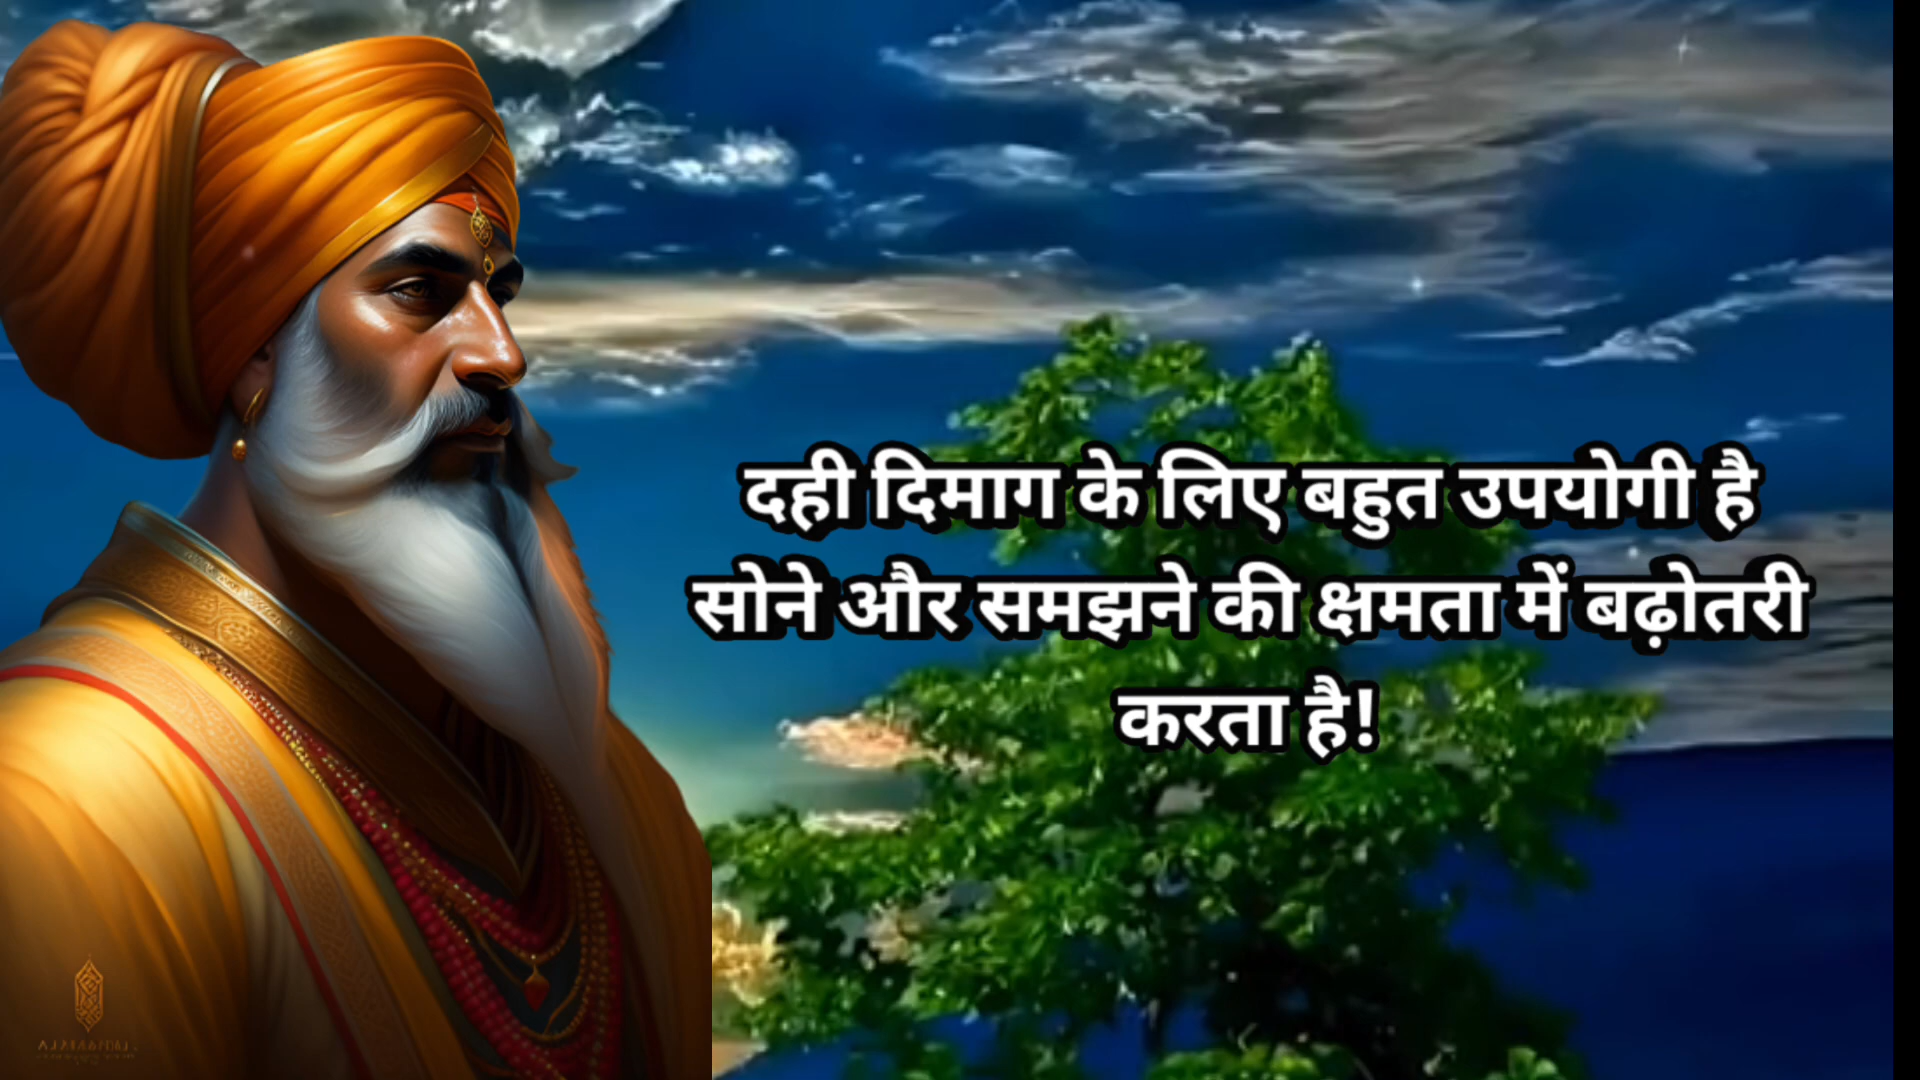 दही दिमाग के लिए बहुत उपयोगी है
सोने और समझने की क्षमता में बढ़ोतरी
करता है!